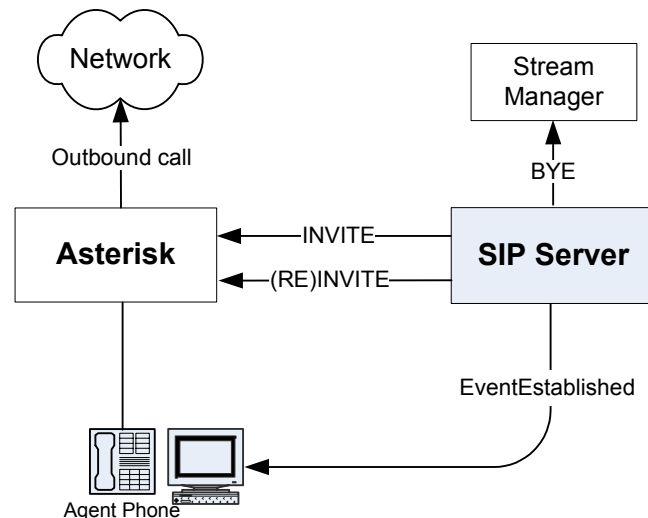 Network
Stream
Manager
Outbound call
BYE
Asterisk
INVITE
(RE)INVITE
SIP Server
EventEstablished
Agent Phone